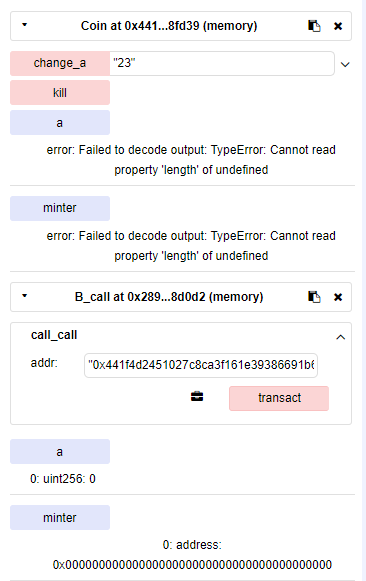 Coin at 0x441...8fd39 (memory)
change_a "23"
kill
a
error: Failed to decode output: TypeError: Cannot read
property 'length' of undefined
minter
error: Failed to decode output: TypeError: Cannot read
property 'length' of undefined
B_call at 0x289...8d0d2 (memory)
call_call
addr: "0x441f4d2451027c8ca3f161e39386691b6
transact
a
0: uint256: 0
minter
0: address:
0x0000000000000000000000000000000000000000